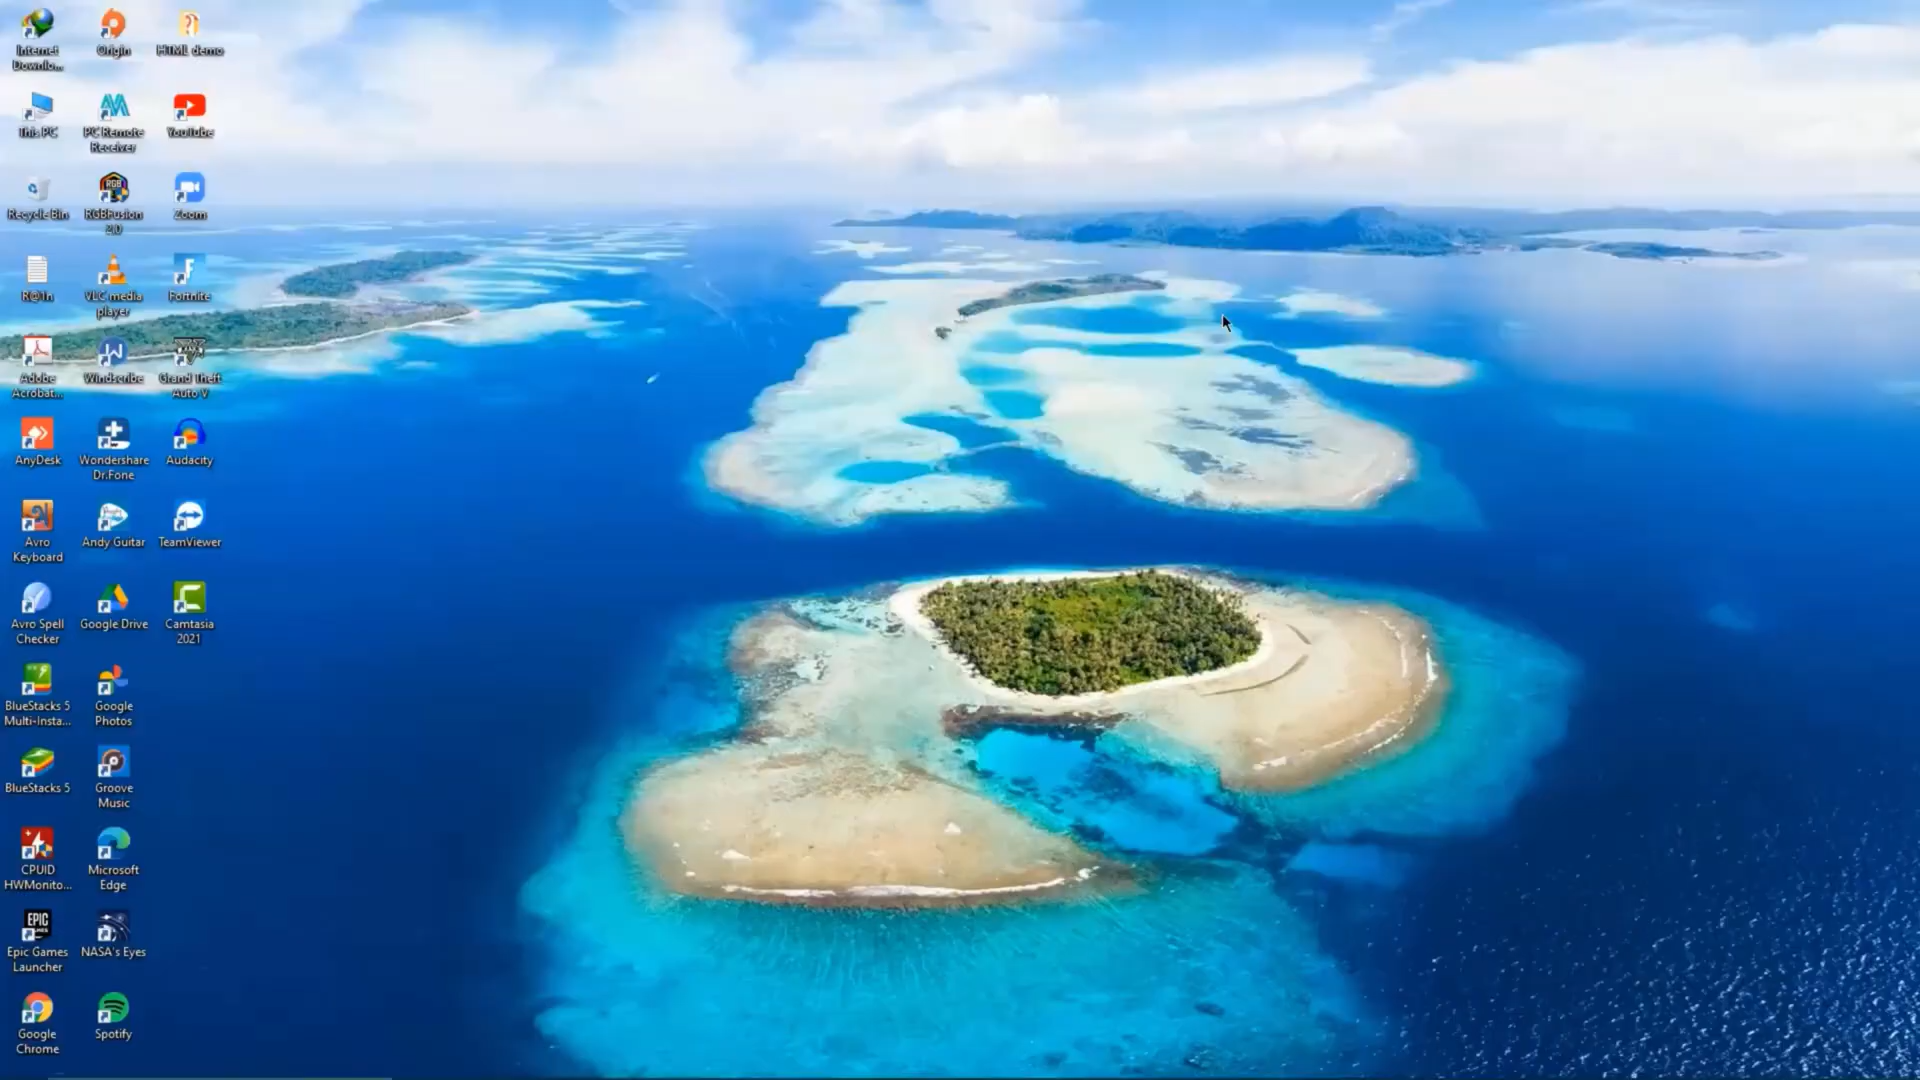 Internet
Downlo...
Origin
HTML demo
This PC
PC Remote
Receiver
YouTube
Recycle Bin
RGBFusion
2.0
Zoom
R@1n
VLC media
player
Fortnite
Adobe
Acrobat...
Windscribe
Grand Theft
Auto V
AnyDesk
Wondershare
Dr.Fone
Audacity
Avro
Keyboard
Andy Guitar
TeamViewer
Avro Spell
Checker
Google Drive
Camtasia
2021
BlueStacks 5
Multi-Insta...
Google
Photos
BlueStacks 5
Groove
Music
CPUID
HWMonito...
Microsoft
Edge
EPIC
Epic Games
Launcher
NASA's Eyes
Google
Chrome
Spotify